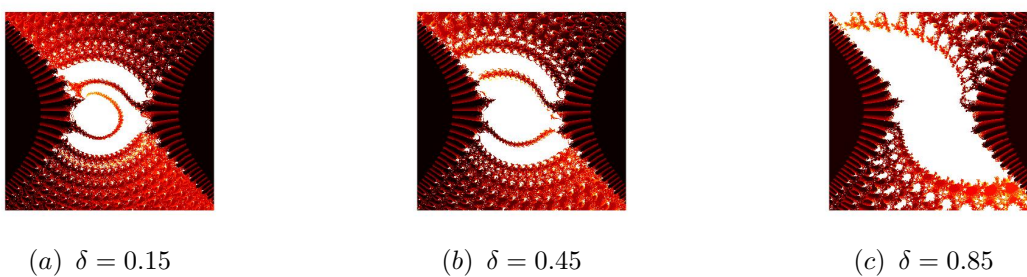 (a) δ = 0.15
(b) δ = 0.45
(c) δ = 0.85